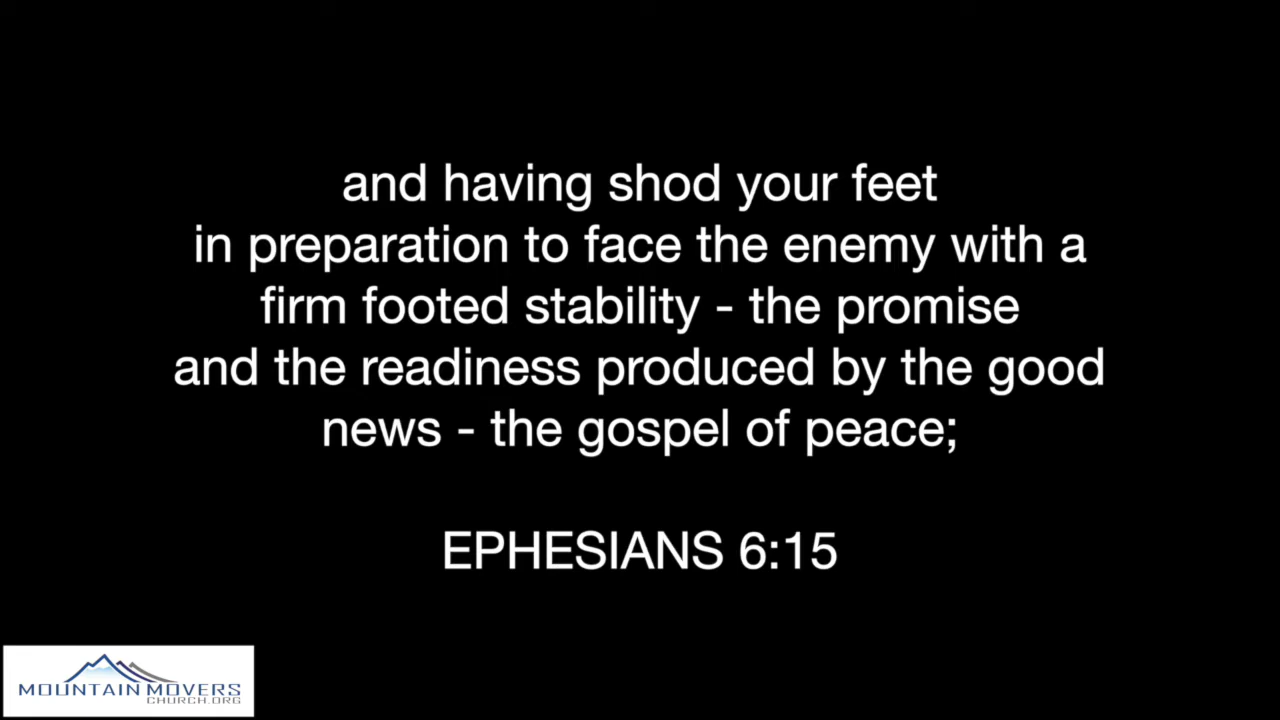 and having shod your feet
in preparation to face the enemy with a
firm footed stability - the promise
and the readiness produced by the good
news - the gospel of peace;
EPHESIANS 6:15
MOUNTAIN MOVERS
CHURCH.ORG